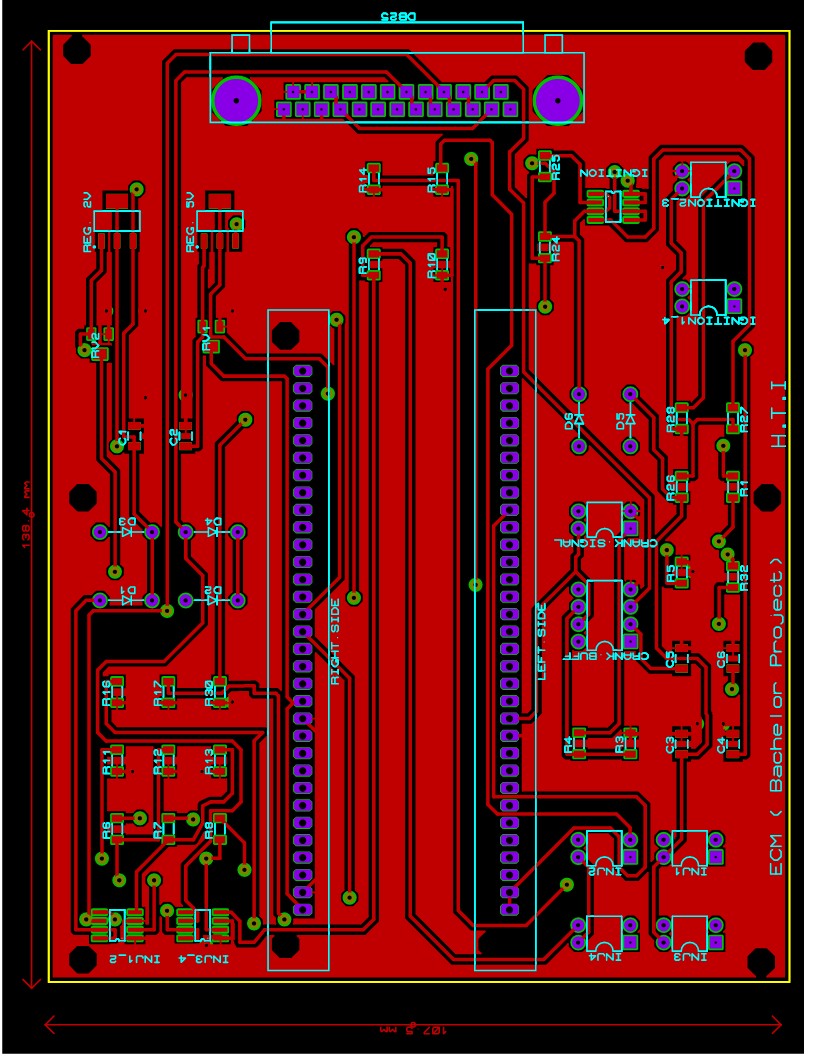 138.4 mm
107.5 mm
INJ1_2
R6
R11
R16
D1
D3
C1
RV2
REG. 2V
R7
R12
R17
INJ3_4
R8
R13
R30
D2
D4
C2
RV1
REG. 5V
RIGHT.SIDE
R9
R14
R10
R15
DB25
LEFT.SIDE
R24
R25
INJ4
INJ2
R4
R3
CRANK.BUFF
CRANK.SIGNAL
D6
D5
IGNITION
INJ3
INJ1
C3
C5
R5
R26
R28
IGNITION1_4
IGNITION2_3
C4
C6
R32
R1
R27
ECM ( Bachelor Project)
H.T.I